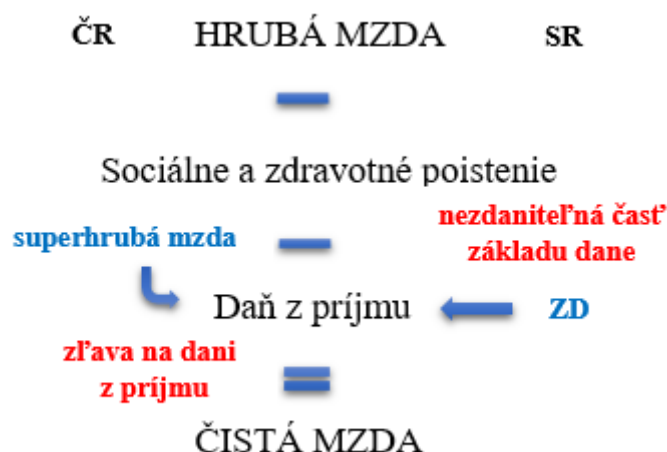 ČR HRUBÁ MZDA SR
Sociálne a zdravotné poistenie
nezdaniteľná časť
základu dane
superhrubá mzda
Daň z príjmu
ZD
zľava na dani
z príjmu
ČISTÁ MZDA